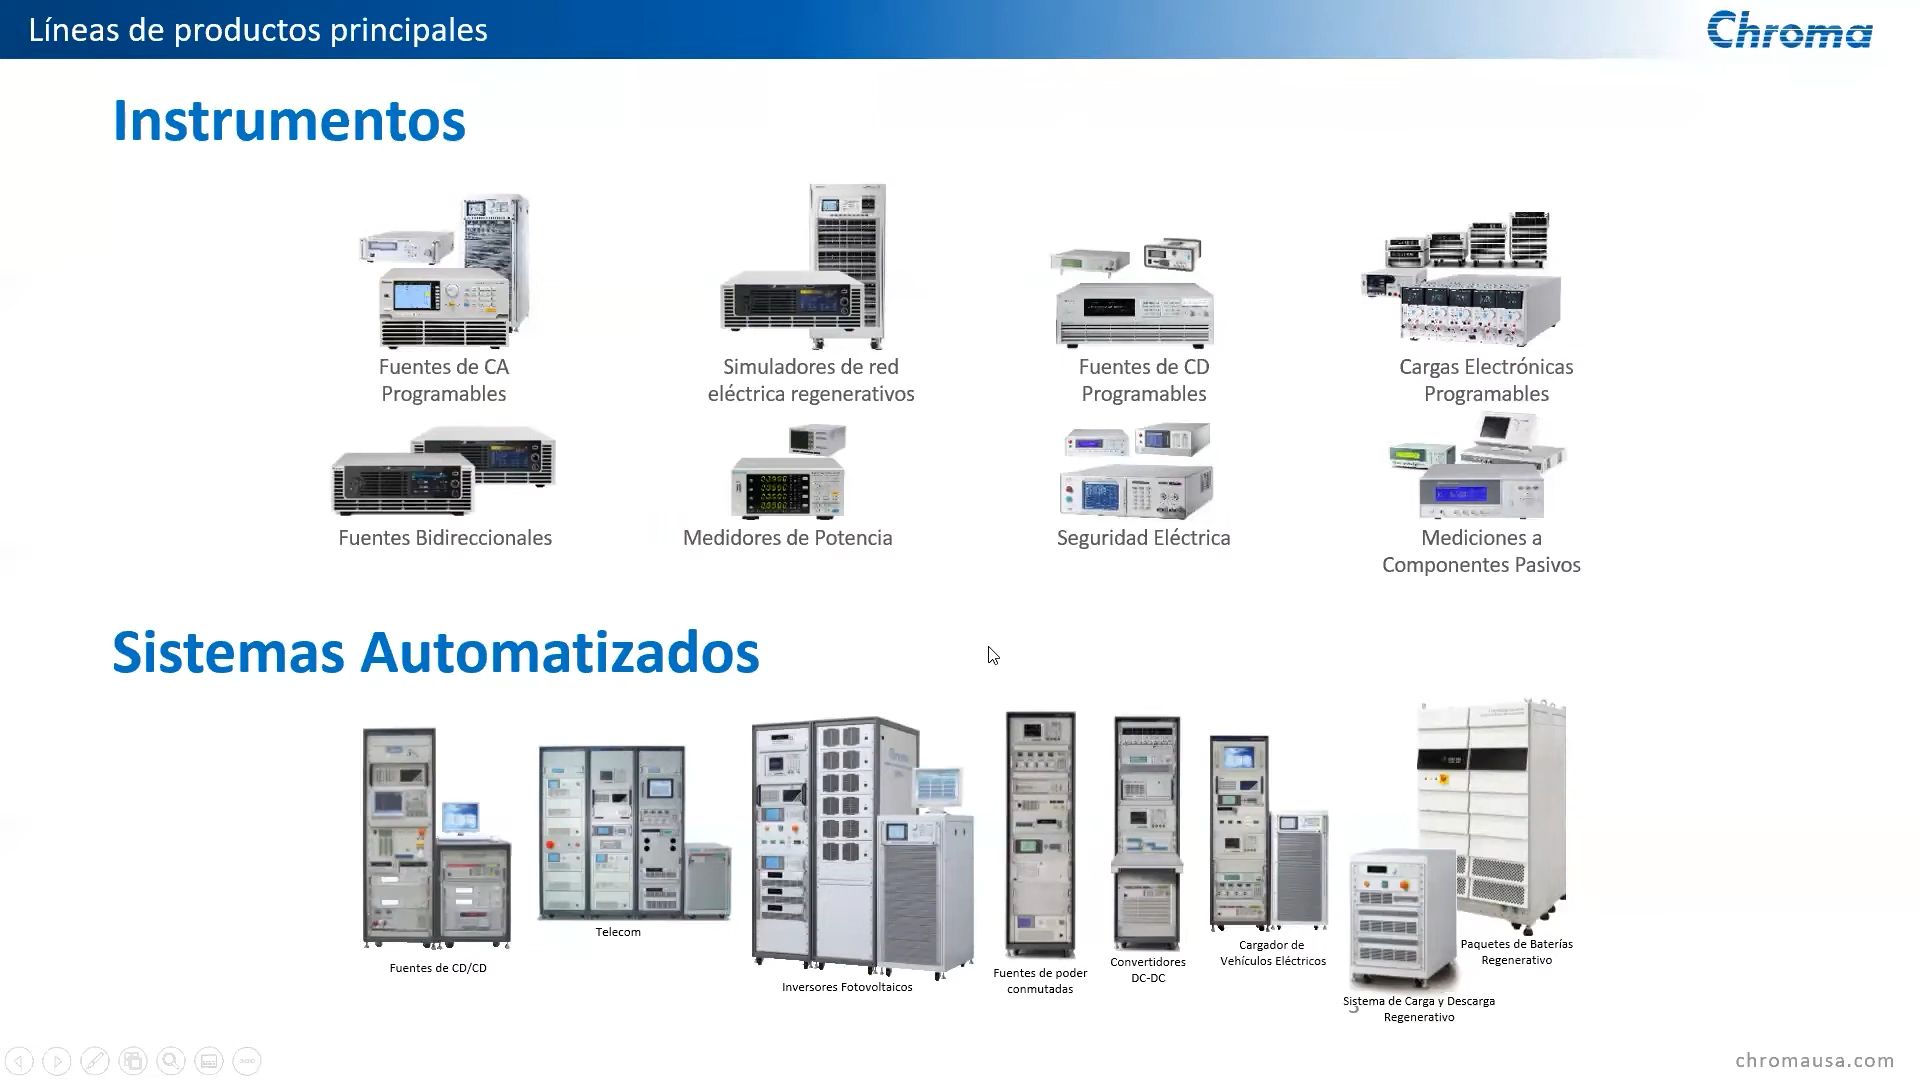 Líneas de productos principales
Chroma
Instrumentos
Fuentes de CA
Programables
Simuladores de red
eléctrica regenerativos
Fuentes de CD
Programables
Cargas Electrónicas
Programables
Fuentes Bidireccionales
Medidores de Potencia
Seguridad Eléctrica
Mediciones a
Componentes Pasivos
Sistemas Automatizados
Fuentes de CD/CD
Telecom
Inversores Fotovoltaicos
Fuentes de poder
conmutadas
Convertidores
DC-DC
Cargador de
Vehículos Eléctricos
Sistema de Carga y Descarga
Regenerativo
Paquetes de Baterías
Regenerativo
3
chromausa.com